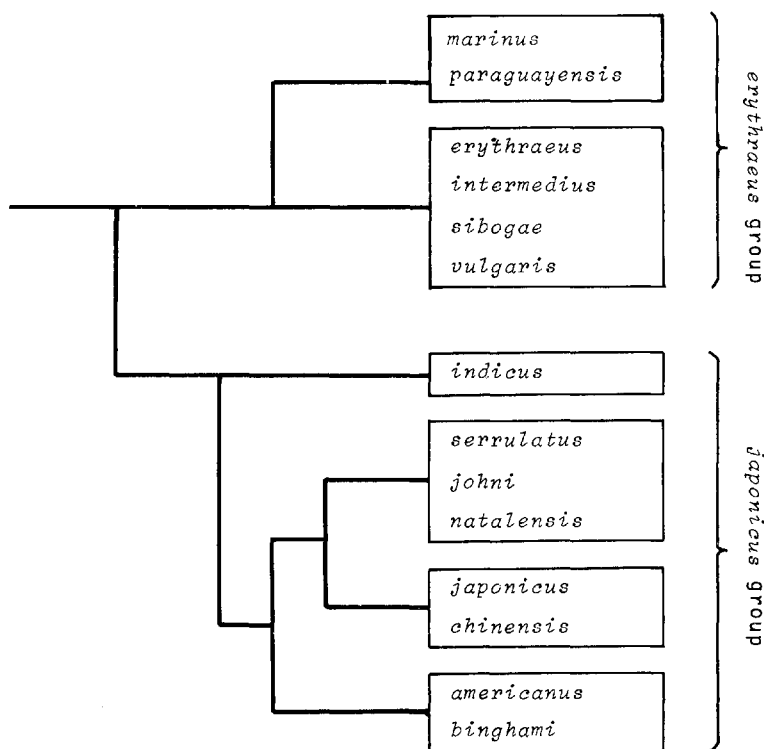 marinus
paraguayensis
erythraeus
intermedius
sibogae
vulgaris
erythraeus group
indicus
serrulatus
johni
natalensis
japonicus
chinensis
americanus
binghami
japonicus group